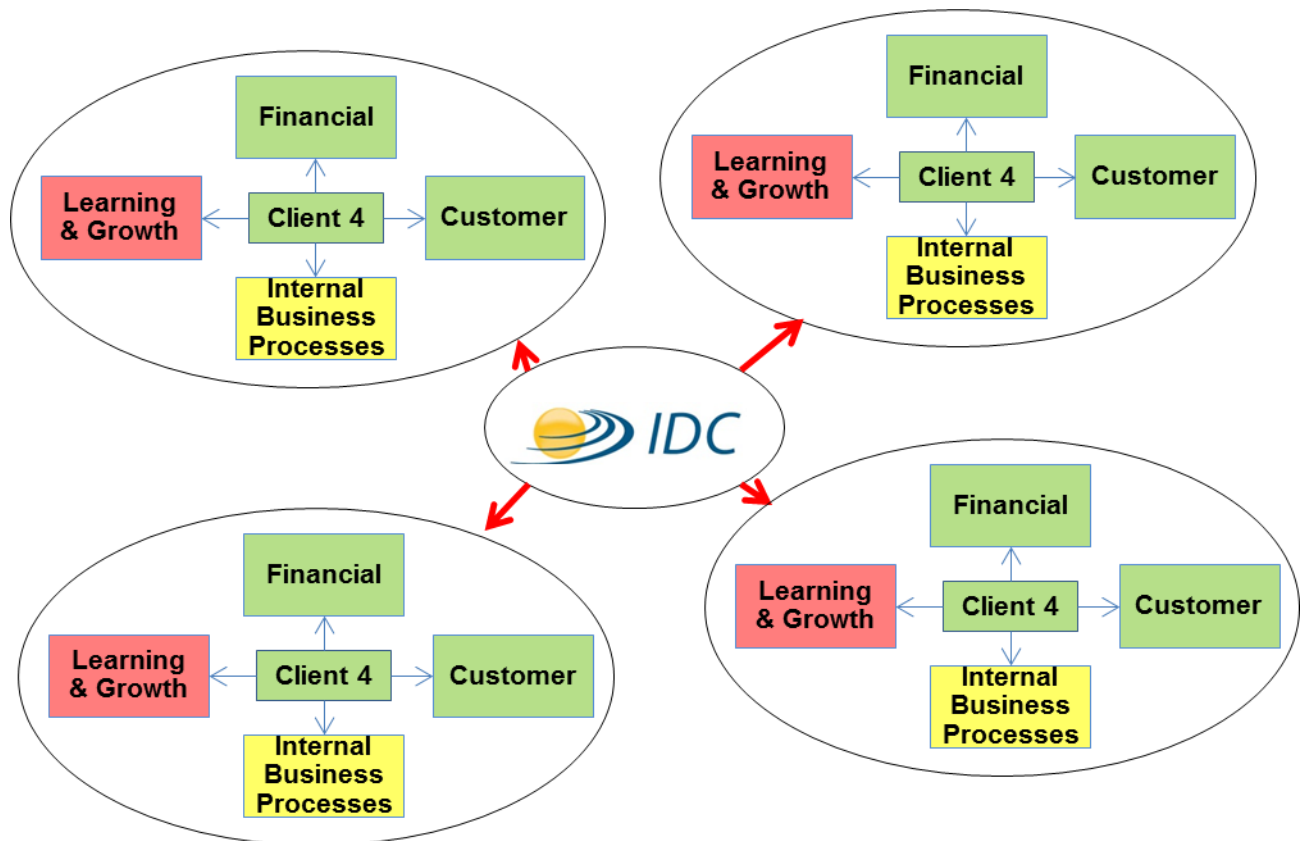 Financial
Learning
& Growth
Client 4
Customer
Internal
Business
Processes
Financial
Learning
& Growth
Client 4
Customer
Internal
Business
Processes
IDC
Financial
Learning
& Growth
Client 4
Customer
Internal
Business
Processes
Financial
Learning
& Growth
Client 4
Customer
Internal
Business
Processes